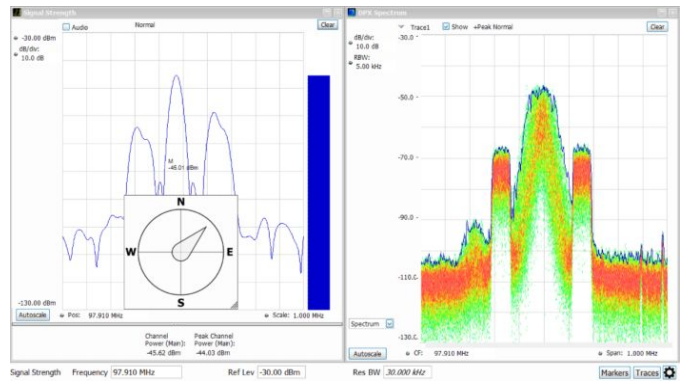 Signal Strength
Audio
Normal
Clear
-30.00 dBm
dB/div:
10.0 dB
M
-45.01 dBm
N
W
E
S
-130.00 dBm
Autoscale
Pos: 97.910 MHz
Scale: 1.000 MHz
Channel
Power (Main):
-45.62 dBm
Peak Channel
Power (Main):
-44.03 dBm
DPX Spectrum
Trace1
Show
+Peak Normal
Clear
dB/div:
10.0 dB
RBW:
5.00 kHz
-30.0
-50.0
-70.0
-90.0
-110.0
-130.0
Spectrum
Autoscale
CF: 97.910 MHz
Span: 1.000 MHz
Signal Strength
Frequency 97.910 MHz
Ref Lev -30.00 dBm
Res BW 30.000 kHz
Markers
Traces